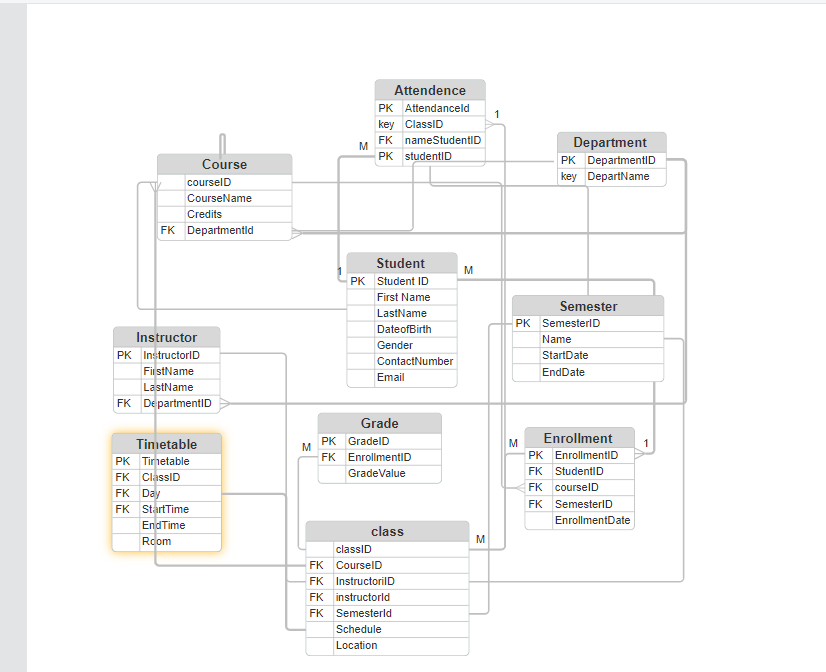 Attendence
PK AttendanceId
key ClassID
FK nameStudentID
PK studentID
1
M
Department
PK DepartmentID
key DepartName
Course
courseID
CourseName
Credits
FK DepartmentId
Student
PK Student ID
First Name
LastName
DateofBirth
Gender
ContactNumber
Email
1
M
Semester
PK SemesterID
Name
StartDate
EndDate
Instructor
PK InstructorID
FirstName
LastName
FK DepartmentID
Grade
PK GradeID
FK EnrollmentID
GradeValue
M
Enrollment
PK EnrollmentID
FK StudentID
FK courseID
FK SemesterID
EnrollmentDate
M
1
Timetable
PK Timetable
FK ClassID
FK Day
FK StartTime
EndTime
Room
class
classID
FK CourseID
FK InstructoriID
FK instructorId
FK SemesterId
Schedule
Location
M